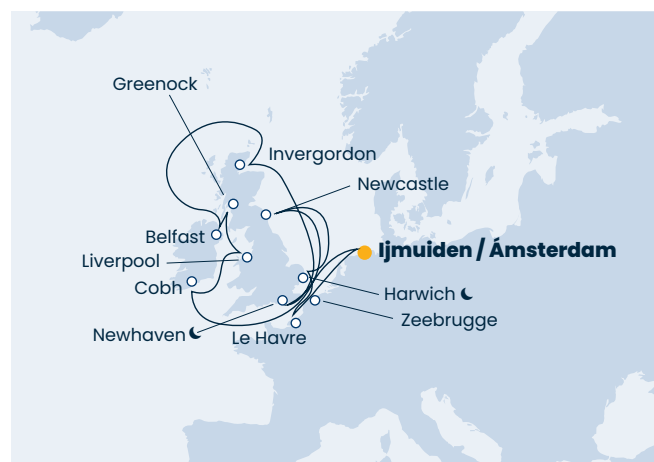 Greenock
Invergordon
Newcastle
Belfast
Ijmuiden / Ámsterdam
Liverpool
Cobh
Harwich
Zeebrugge
Newhaven
Le Havre